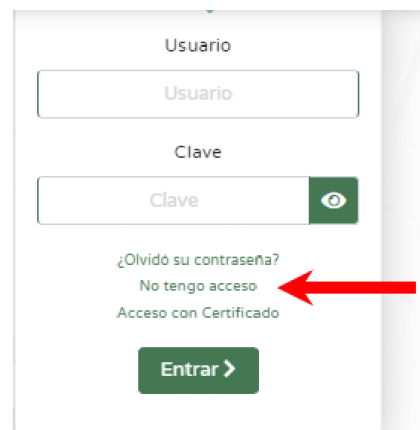 Usuario
Usuario
Clave
Clave
¿Olvidó su contraseña?
No tengo acceso
Acceso con Certificado
Entrar